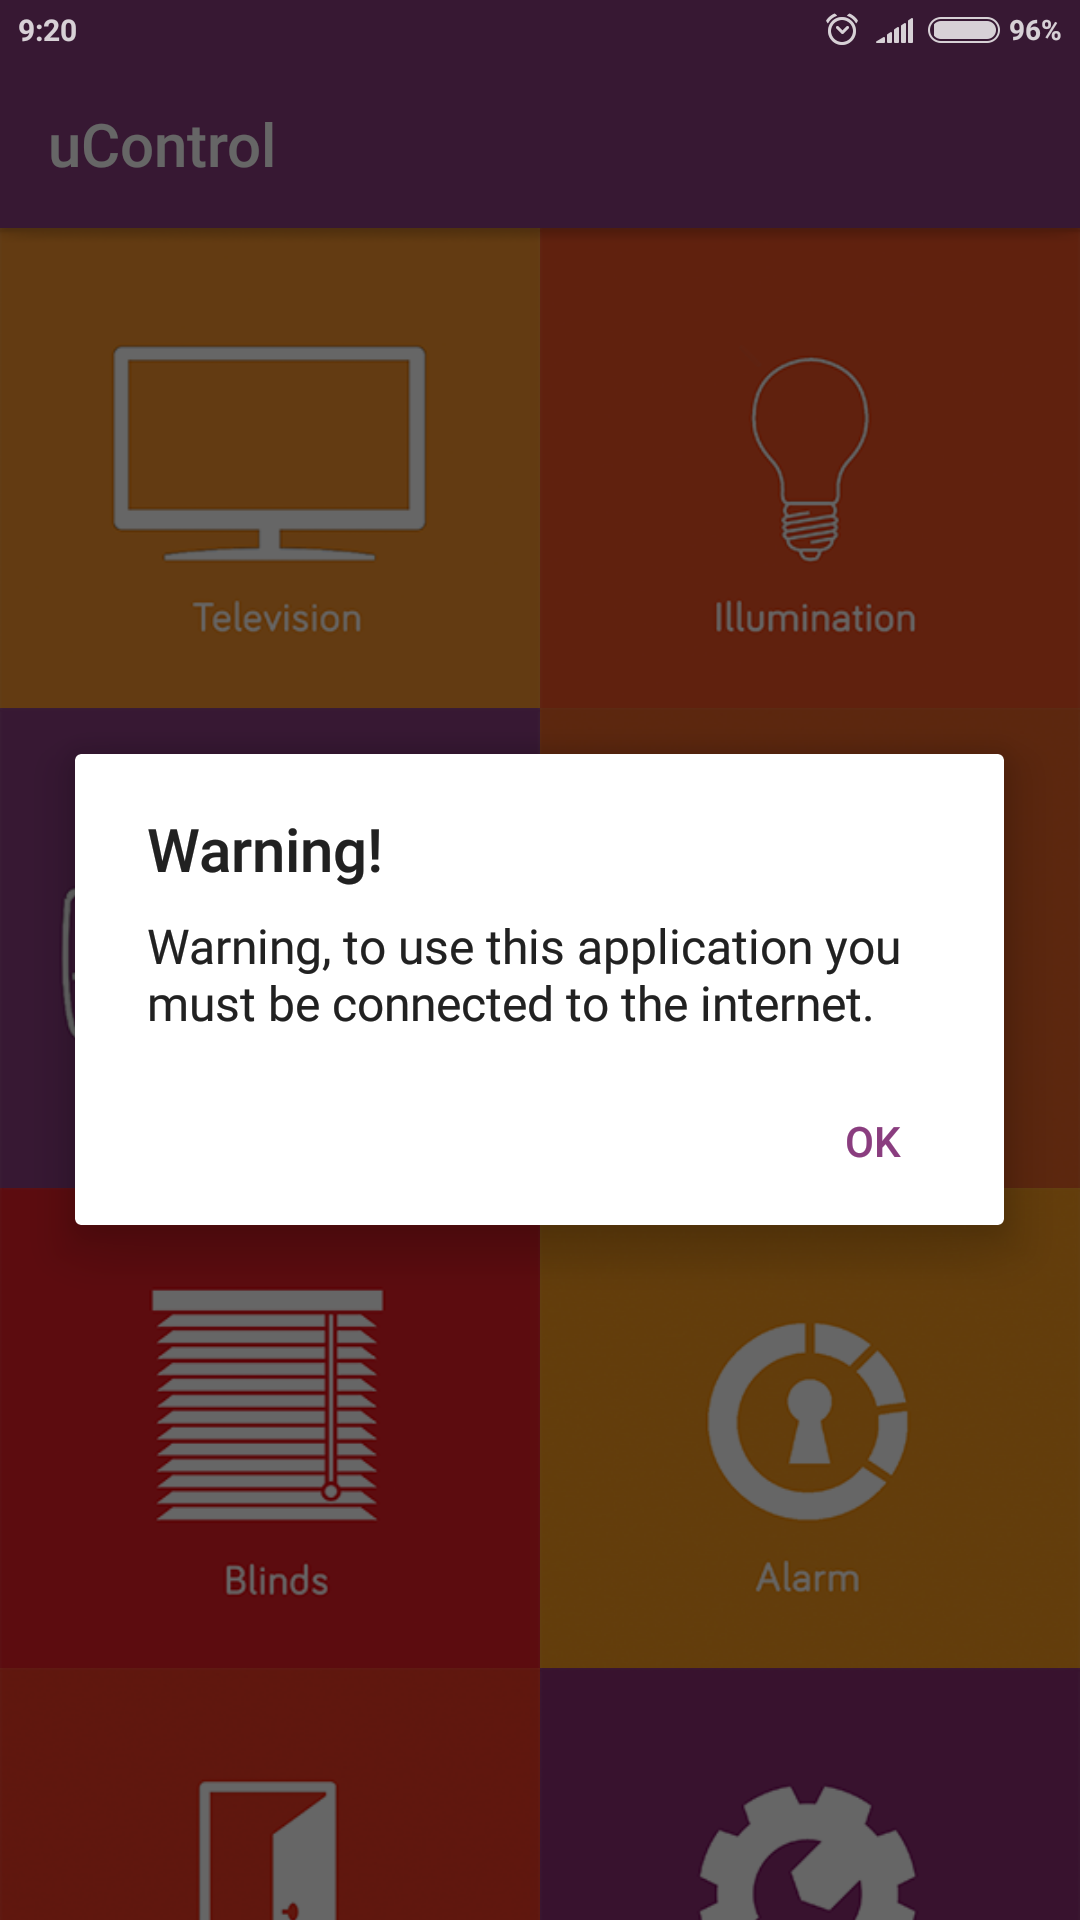 9:20
96%
uControl
Television
Illumination
Warning!
Warning, to use this application you
must be connected to the internet.
OK
Blinds
Alarm